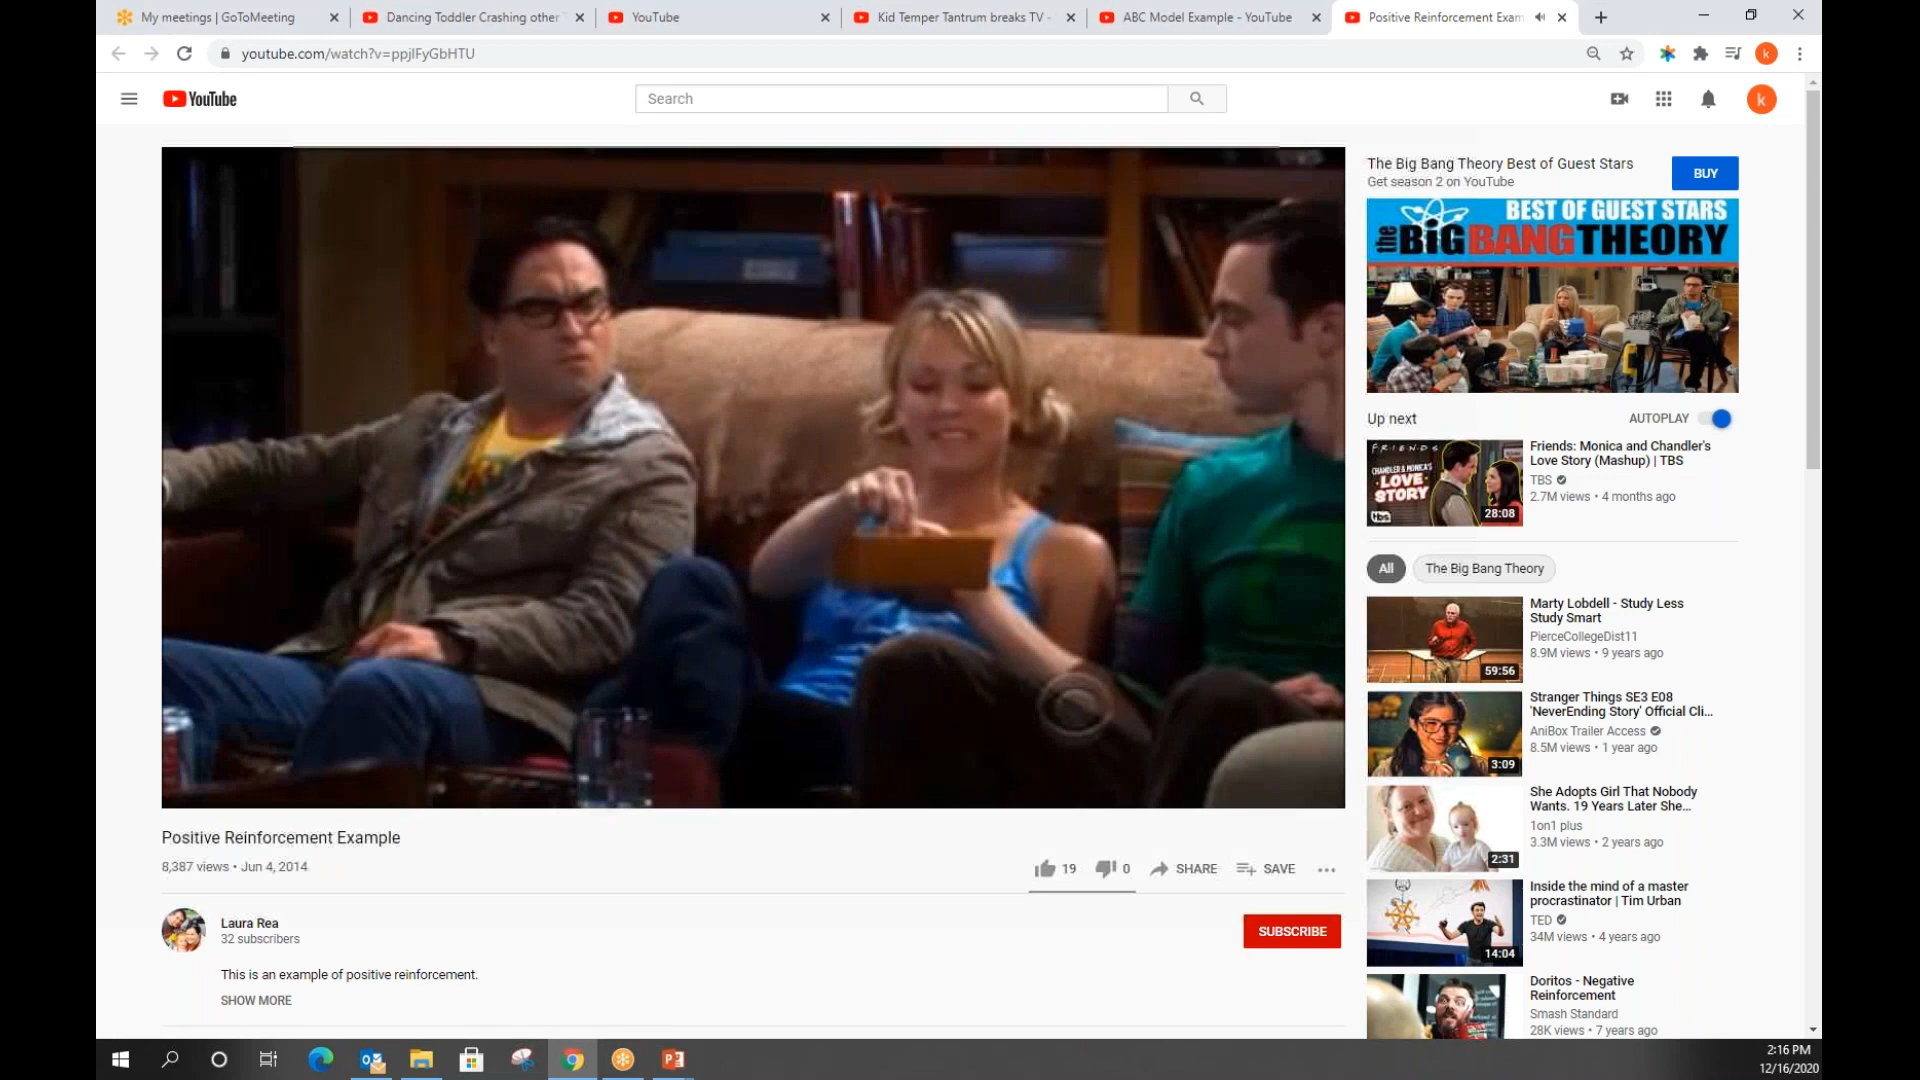 My meetings | GoToMeeting
Dancing Toddler Crashing other
YouTube
Kid Temper Tantrum breaks TV -
ABC Model Example - YouTube
Positive Reinforcement Exam
youtube.com/watch?v=ppjlFyGbHTU
k
YouTube
Search
k
The Big Bang Theory Best of Guest Stars
Get season 2 on YouTube
BUY
BEST OF GUEST STARS
the BIG BANG THEORY
Up next
AUTOPLAY
FRIENDS
CHANDLER & MONICA'S
LOVE
STORY
tbs
28:08
Friends: Monica and Chandler's
Love Story (Mashup) | TBS
TBS
2.7M views • 4 months ago
All
The Big Bang Theory
59:56
Marty Lobdell - Study Less
Study Smart
PierceCollegeDist11
8.9M views • 9 years ago
3:09
Stranger Things SE3 E08
'NeverEnding Story' Official Cli...
AniBox Trailer Access
8.5M views • 1 year ago
2:31
She Adopts Girl That Nobody
Wants. 19 Years Later She...
1on1 plus
3.3M views • 2 years ago
14:04
Inside the mind of a master
procrastinator | Tim Urban
TED
34M views • 4 years ago
Doritos - Negative
Reinforcement
Smash Standard
28K views • 7 years ago
Positive Reinforcement Example
8,387 views • Jun 4, 2014
19
0
SHARE
SAVE
Laura Rea
32 subscribers
SUBSCRIBE
This is an example of positive reinforcement.
SHOW MORE
2:16 PM
12/16/2020